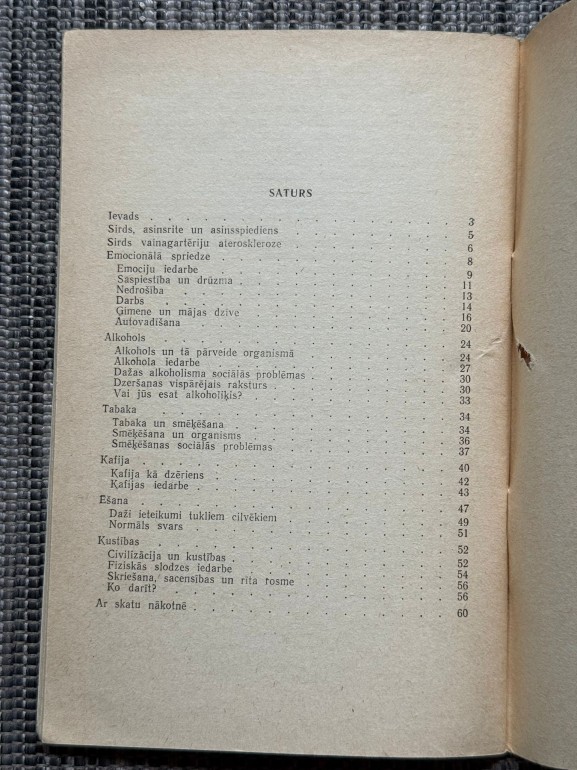 SATURS
Ievads . . . . . . . . . . . . . . . . 3
Sirds, asinsrite un asinsspiediens . . . . . . . . 5
Sirds vainagartēriju ateroskleroze . . . . . . . . 6
Emocionālā spriedze . . . . . . . . . . . . . 8
Emociju iedarbe . . . . . . . . . . . . . 9
Saspiestība un drūzma . . . . . . . . . . . 11
Nedrošība . . . . . . . . . . . . . . . 13
Darbs . . . . . . . . . . . . . . . . 14
Ģimene un mājas dzīve . . . . . . . . . . . 16
Autovadīšana . . . . . . . . . . . . . . 20
Alkohols . . . . . . . . . . . . . . . 24
Alkohols un tā pārveide organismā . . . . . . . 24
Alkohola iedarbe . . . . . . . . . . . . . 27
Dažas alkoholisma sociālās problēmas . . . . . . 30
Dzeršanas vispārējais raksturs . . . . . . . . . 30
Vai jūs esat alkoholiķis? . . . . . . . . . . 33
Tabaka . . . . . . . . . . . . . . . . 34
Tabaka un smēķēšana . . . . . . . . . . . 34
Smēķēšana un organisms . . . . . . . . . . 36
Smēķēšanas sociālās problēmas . . . . . . . . 37
Kafija . . . . . . . . . . . . . . . . 40
Kafija kā dzēriens . . . . . . . . . . . . 42
Kafijas iedarbe . . . . . . . . . . . . . 43
Ēšana . . . . . . . . . . . . . . . . 47
Daži ieteikumi tukliem cilvēkiem . . . . . . . . 49
Normāls svars . . . . . . . . . . . . . . 51
Kustības . . . . . . . . . . . . . . . 52
Civilizācija un kustības . . . . . . . . . . . 52
Fiziskās slodzes iedarbe . . . . . . . . . . 54
Skriešana, sacensības un rīta rosme . . . . . . . 56
Ko darīt? . . . . . . . . . . . . . . . 56
Ar skatu nākotnē . . . . . . . . . . . . . 60